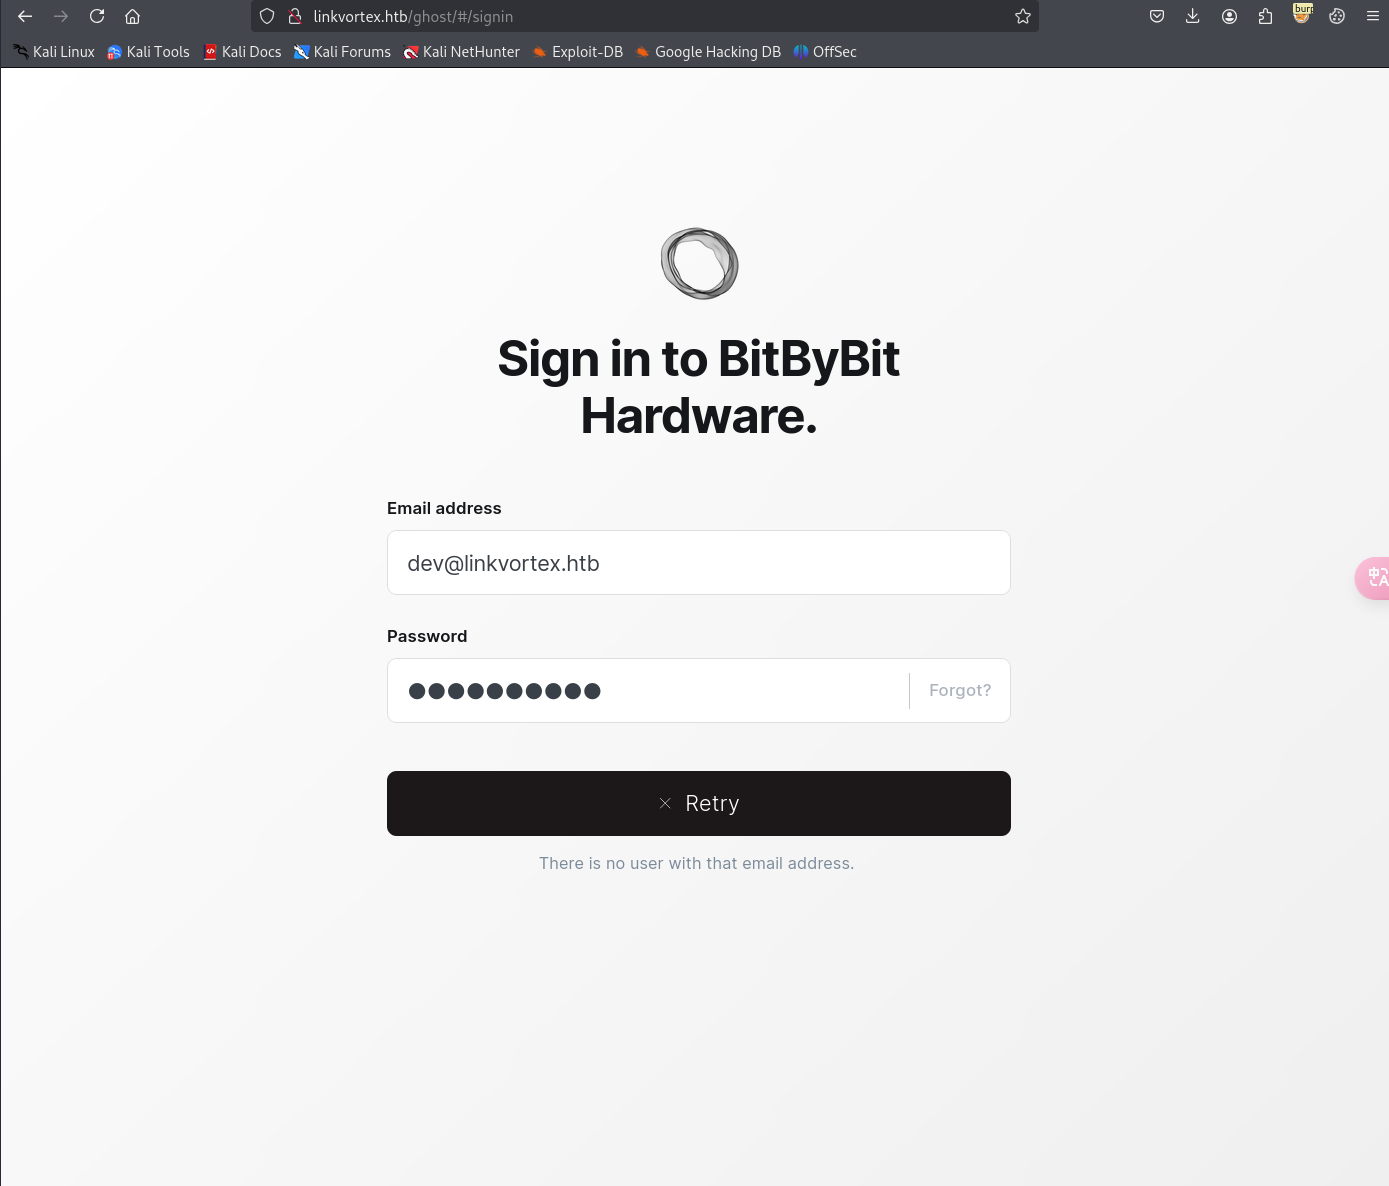 linkvortex.htb/ghost/#/signin
burp
Kali Linux Kali Tools Kali Docs Kali Forums Kali NetHunter Exploit-DB Google Hacking DB OffSec
Sign in to BitByBit
Hardware.
Email address
dev@linkvortex.htb
Password
Forgot?
Retry
There is no user with that email address.
中A